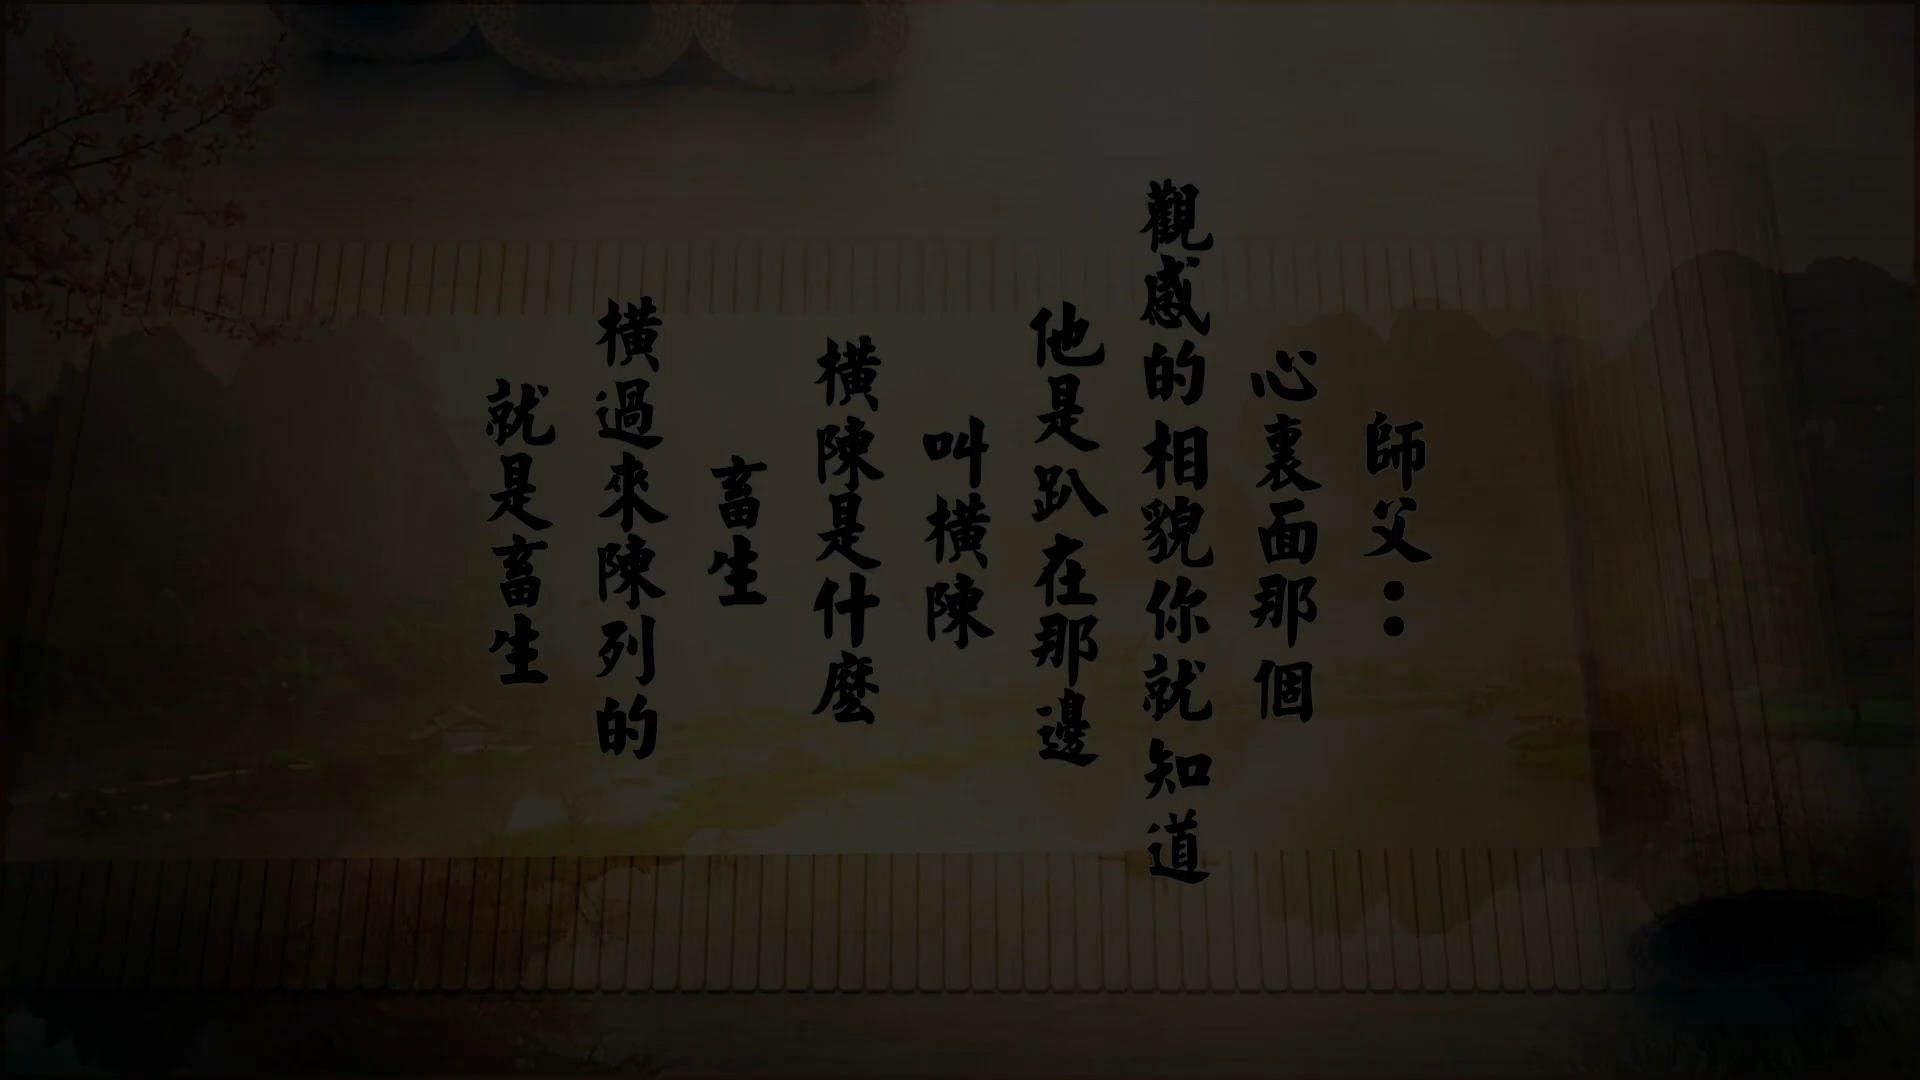 師父：
心裏面那個
觀感的相貌你就知道
他是趴在那邊
叫橫陳
橫陳是什麼
畜生
橫過來陳列的
就是畜生